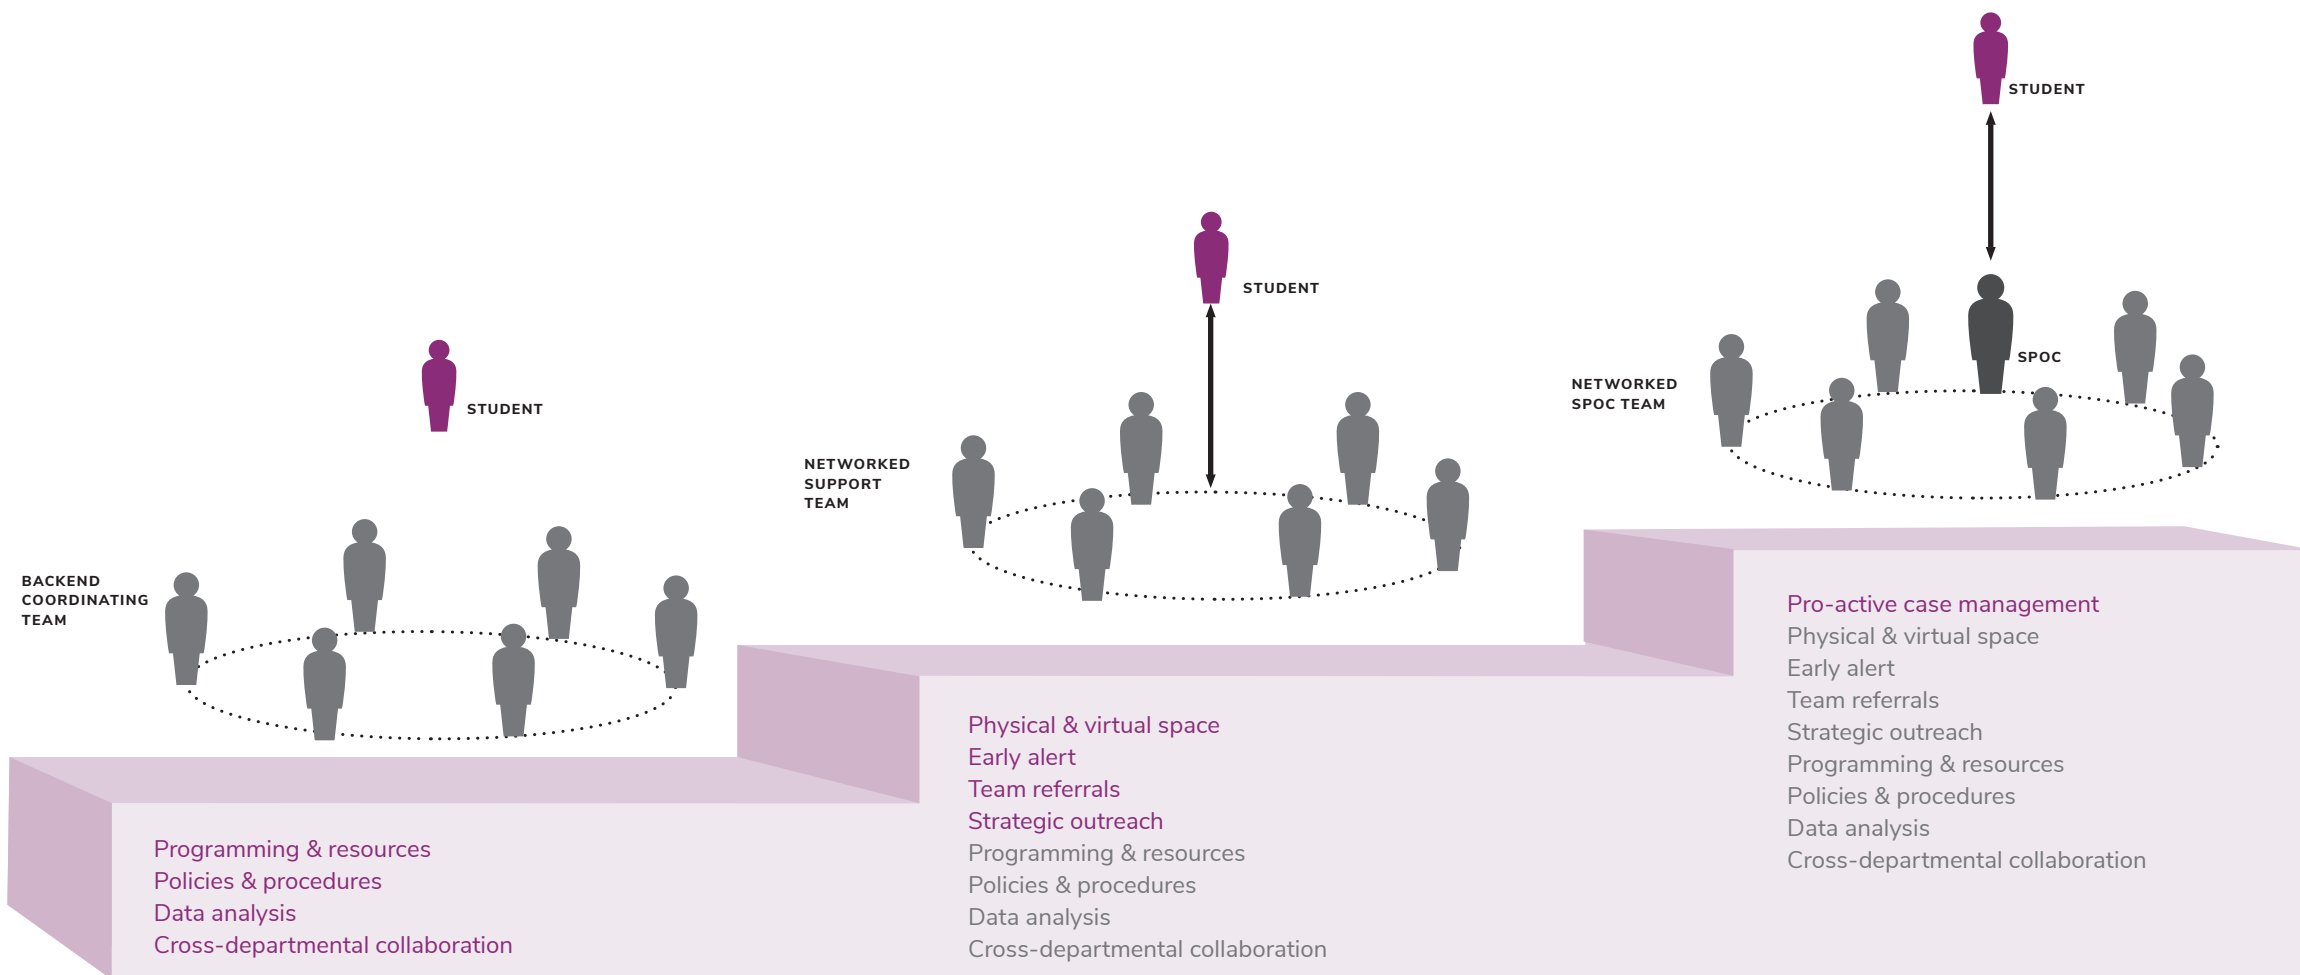 STUDENT
BACKEND
COORDINATING
TEAM
Programming & resources
Policies & procedures
Data analysis
Cross-departmental collaboration
STUDENT
NETWORKED
SUPPORT
TEAM
Physical & virtual space
Early alert
Team referrals
Strategic outreach
Programming & resources
Policies & procedures
Data analysis
Cross-departmental collaboration
STUDENT
SPOC
NETWORKED
SPOC TEAM
Pro-active case management
Physical & virtual space
Early alert
Team referrals
Strategic outreach
Programming & resources
Policies & procedures
Data analysis
Cross-departmental collaboration